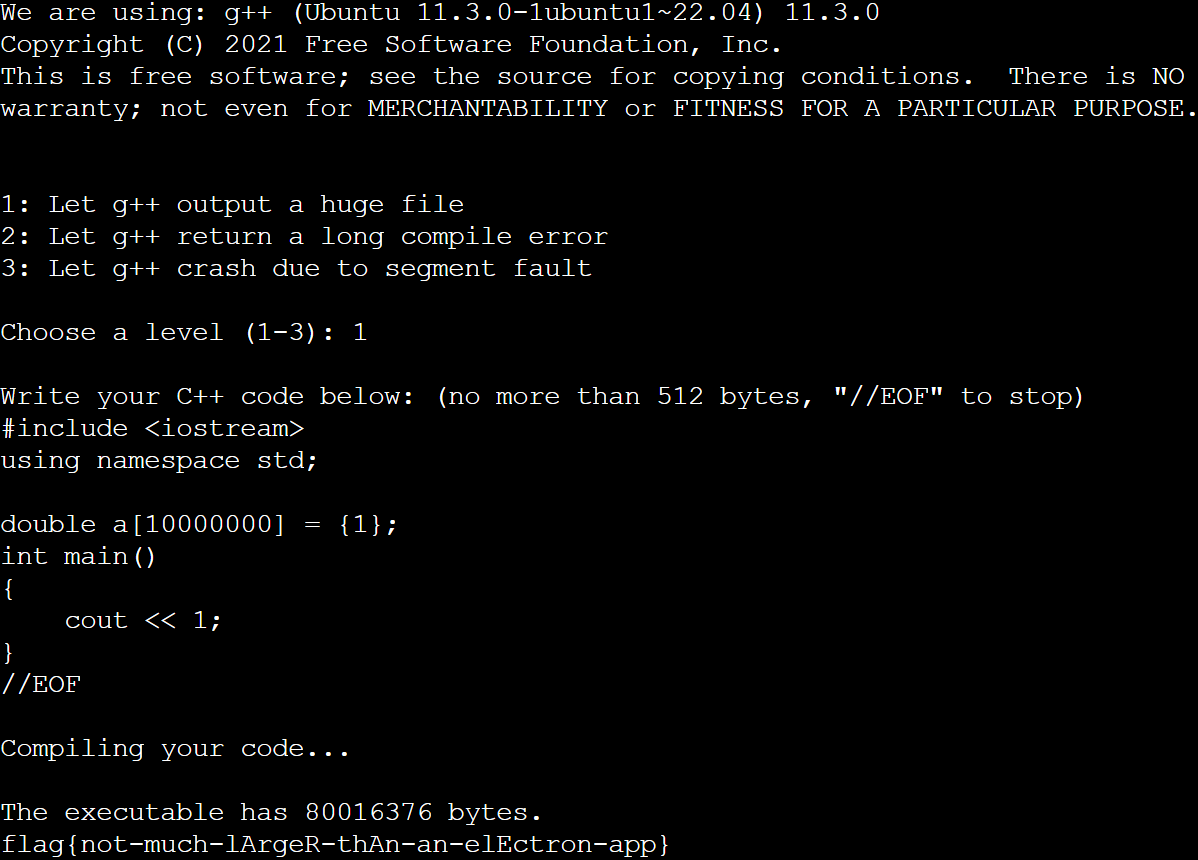 We are using: g++ (Ubuntu 11.3.0-1ubuntu1~22.04) 11.3.0
Copyright (C) 2021 Free Software Foundation, Inc.
This is free software; see the source for copying conditions.  There is NO
warranty; not even for MERCHANTABILITY or FITNESS FOR A PARTICULAR PURPOSE.
1: Let g++ output a huge file
2: Let g++ return a long compile error
3: Let g++ crash due to segment fault
Choose a level (1-3): 1
Write your C++ code below: (no more than 512 bytes, "//EOF" to stop)
#include <iostream>
using namespace std;
double a[10000000] = {1};
int main()
{
    cout << 1;
}
//EOF
Compiling your code...
The executable has 80016376 bytes.
flag{not-much-lArgeR-thAn-an-elEctron-app}